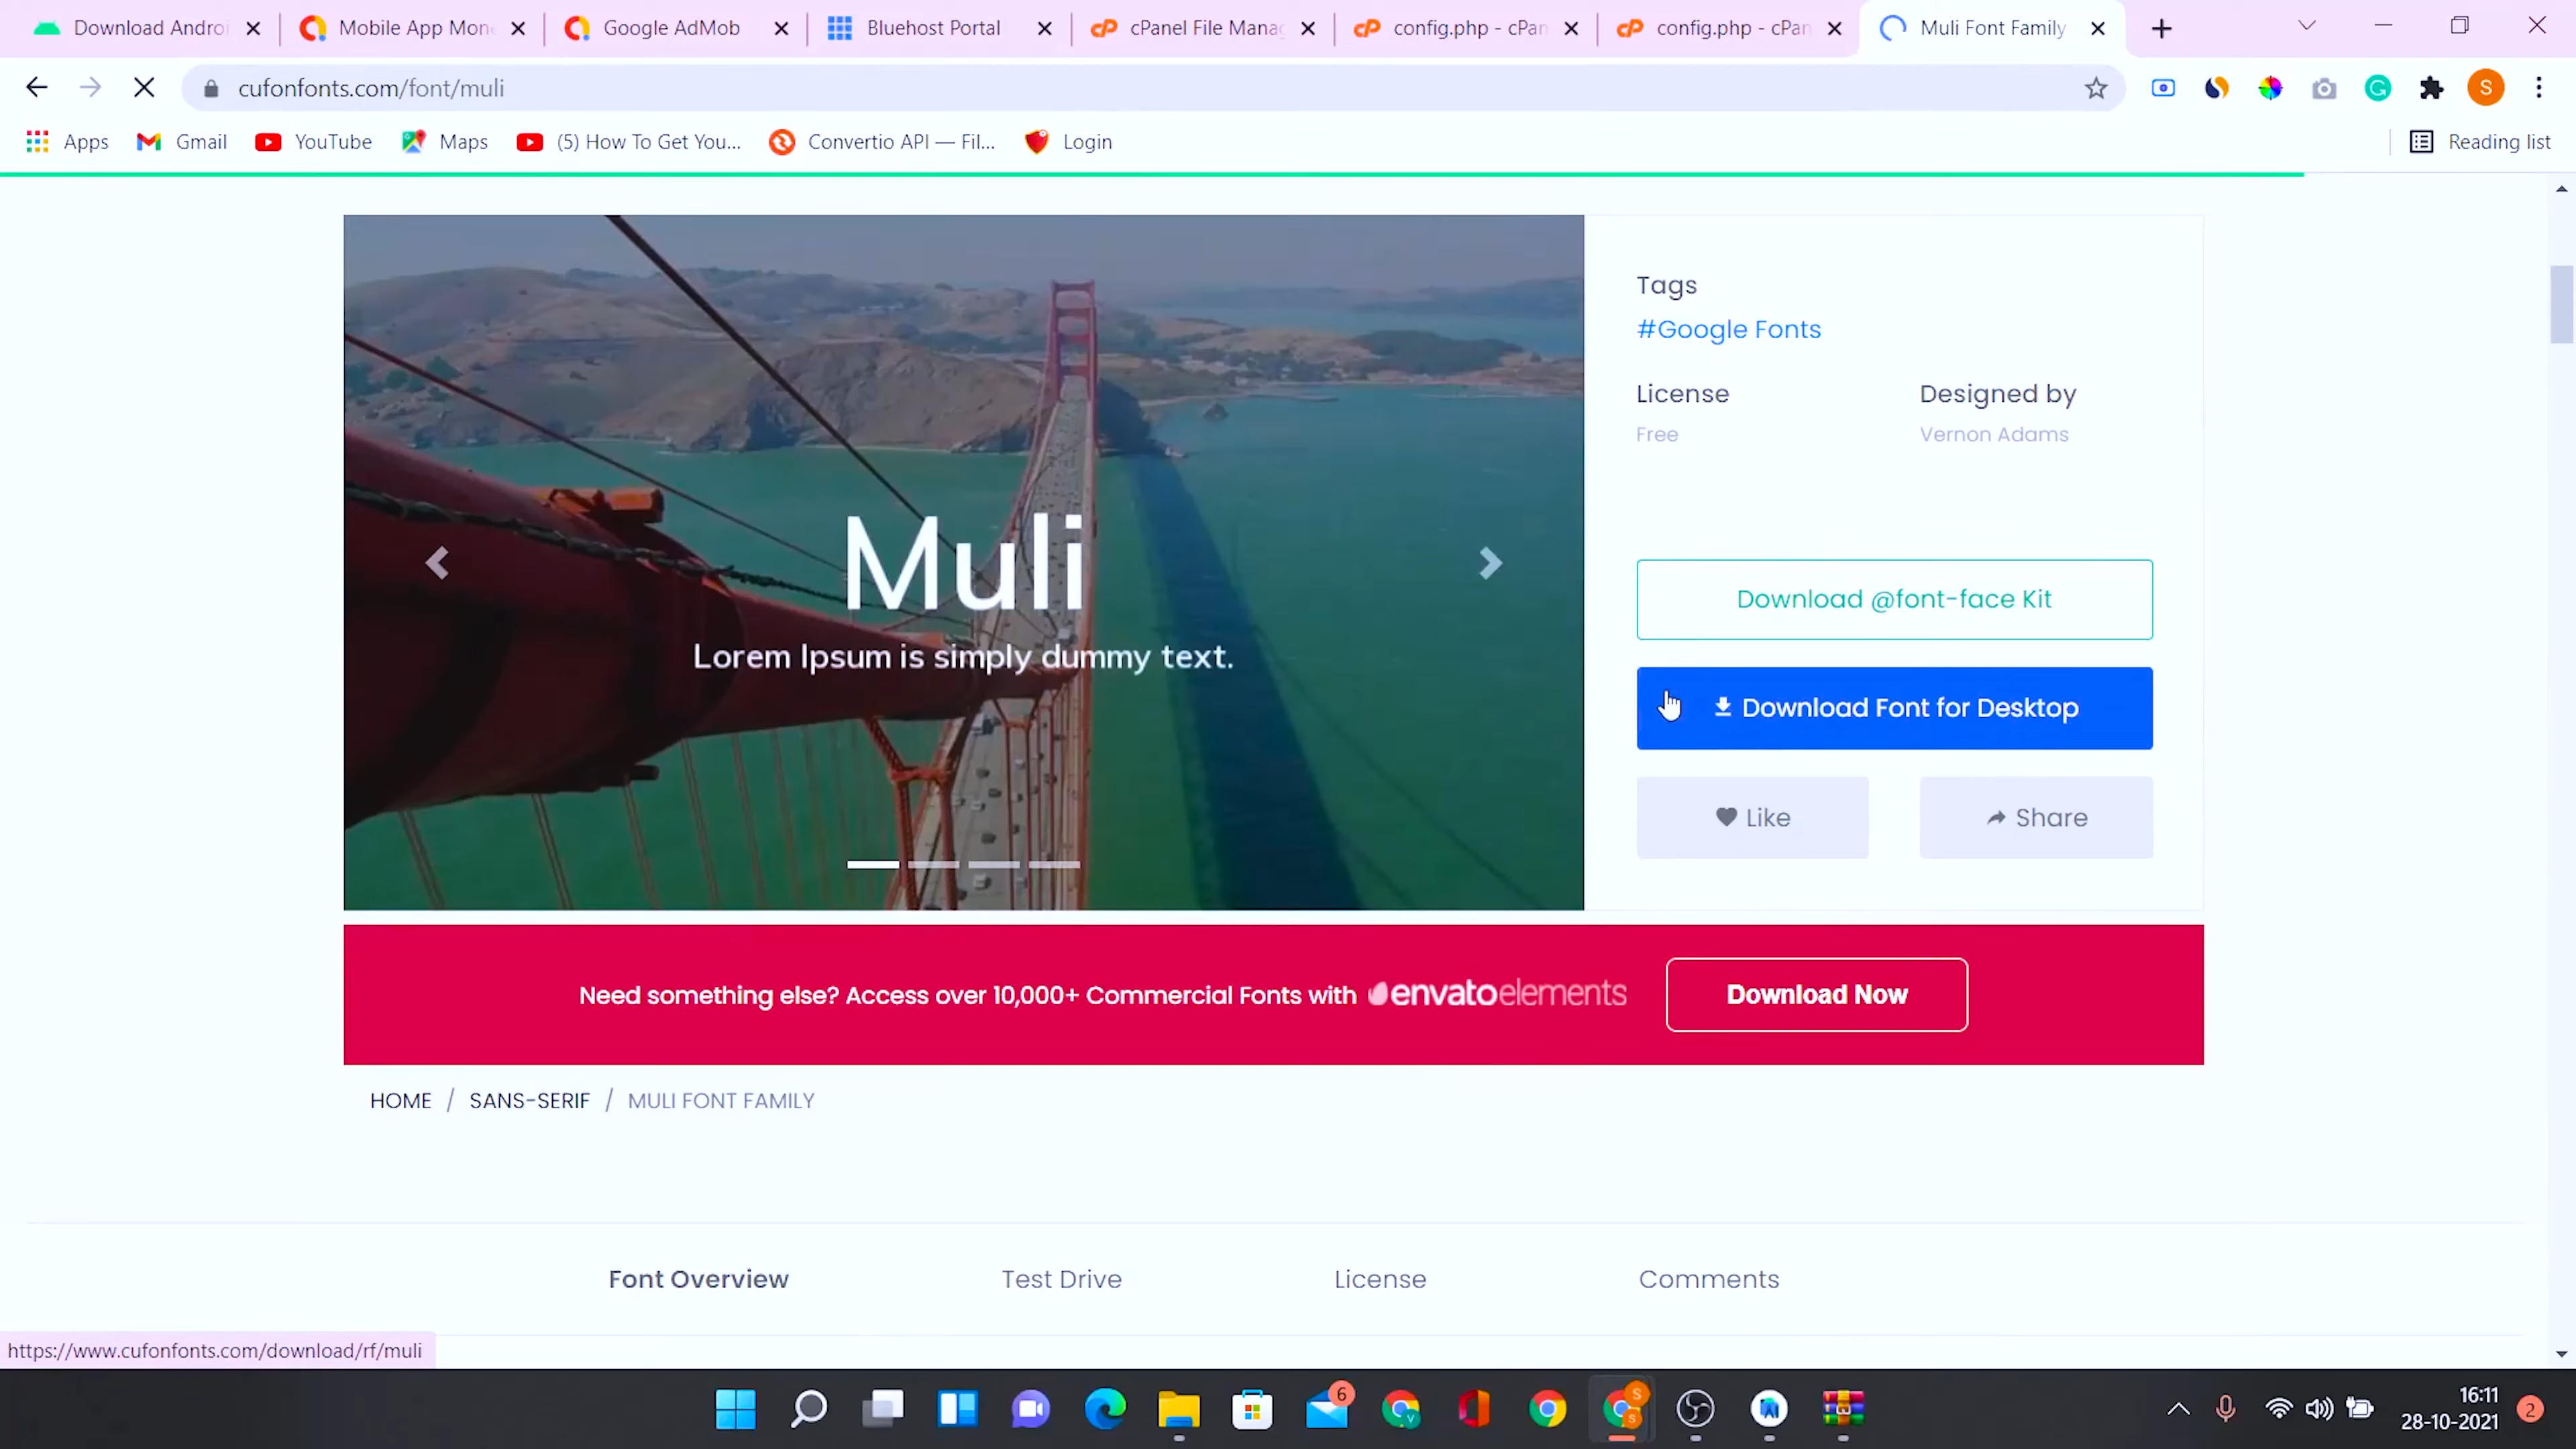 Download Androi
Mobile App Mon
Google AdMob
Bluehost Portal
cPanel File Manag
config.php - cPan
config.php - cPan
Muli Font Family
cufonfonts.com/font/muli
S
Apps
Gmail
YouTube
Maps
(5) How To Get You...
Convertio API — Fil...
Login
Reading list
Muli
Lorem Ipsum is simply dummy text.
Tags
#Google Fonts
License
Designed by
Free
Vernon Adams
Download @font-face Kit
Download Font for Desktop
Like
Share
Need something else? Access over 10,000+ Commercial Fonts with envatoelements
Download Now
HOME / SANS-SERIF / MULI FONT FAMILY
Font Overview
Test Drive
License
Comments
https://www.cufonfonts.com/download/rf/muli
6
16:11
28-10-2021
2